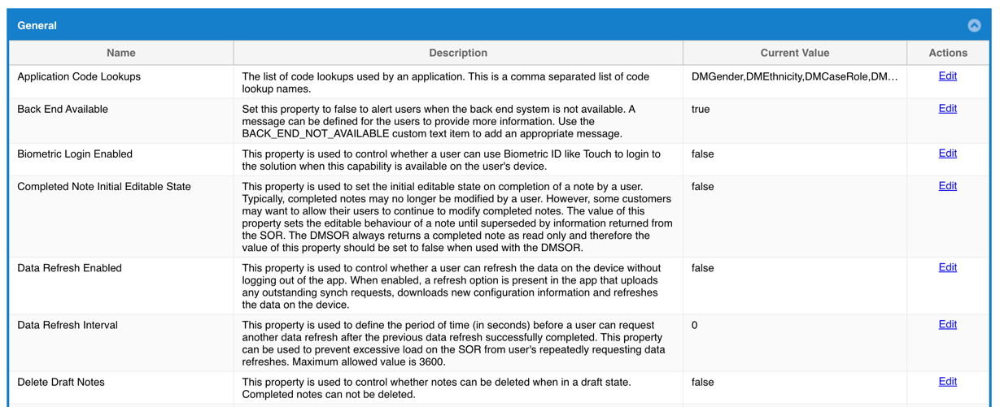 General
Name Description Current Value Actions
Application Code Lookups The list of code lookups used by an application. This is a comma separated list of code DMGender,DMEthnicity,DMCaseRole,DM... Edit
lookup names.
Back End Available Set this property to false to alert users when the back end system is not available. A true Edit
message can be defined for the users to provide more information. Use the
BACK_END_NOT_AVAILABLE custom text item to add an appropriate message.
Biometric Login Enabled This property is used to control whether a user can use Biometric ID like Touch to login to false Edit
the solution when this capability is available on the user's device.
Completed Note Initial Editable State This property is used to set the initial editable state on completion of a note by a user. false Edit
Typically, completed notes may no longer be modified by a user. However, some customers
may want to allow their users to continue to modify completed notes. The value of this
property sets the editable behaviour of a note until superseded by information returned from
the SOR. The DMSOR always returns a completed note as read only and therefore the
value of this property should be set to false when used with the DMSOR.
Data Refresh Enabled This property is used to control whether a user can refresh the data on the device without false Edit
logging out of the app. When enabled, a refresh option is present in the app that uploads
any outstanding synch requests, downloads new configuration information and refreshes
the data on the device.
Data Refresh Interval This property is used to define the period of time (in seconds) before a user can request 0 Edit
another data refresh after the previous data refresh successfully completed. This property
can be used to prevent excessive load on the SOR from user's repeatedly requesting data
refreshes. Maximum allowed value is 3600.
Delete Draft Notes This property is used to control whether notes can be deleted when in a draft state. false Edit
Completed notes can not be deleted.